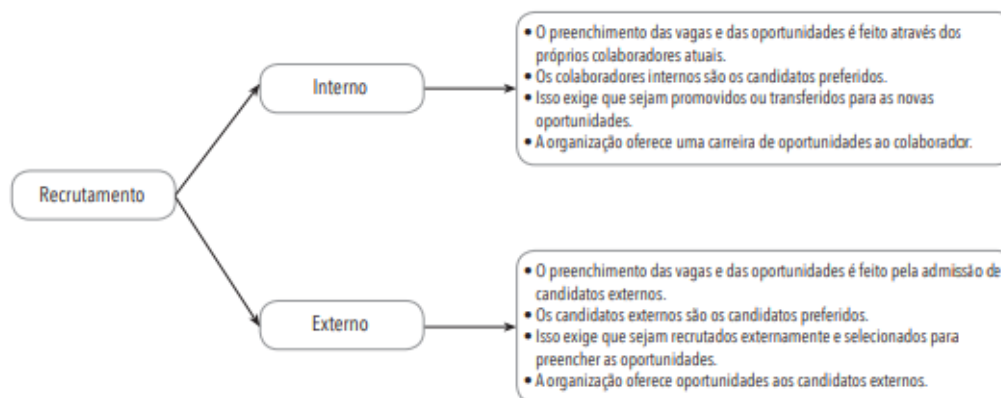 Recrutamento
Interno
• O preenchimento das vagas e das oportunidades é feito através dos
próprios colaboradores atuais.
• Os colaboradores internos são os candidatos preferidos.
• Isso exige que sejam promovidos ou transferidos para as novas
oportunidades.
• A organização oferece uma carreira de oportunidades ao colaborador.
Externo
• O preenchimento das vagas e das oportunidades é feito pela admissão de
candidatos externos.
• Os candidatos externos são os candidatos preferidos.
• Isso exige que sejam recrutados externamente e selecionados para
preencher as oportunidades.
• A organização oferece oportunidades aos candidatos externos.